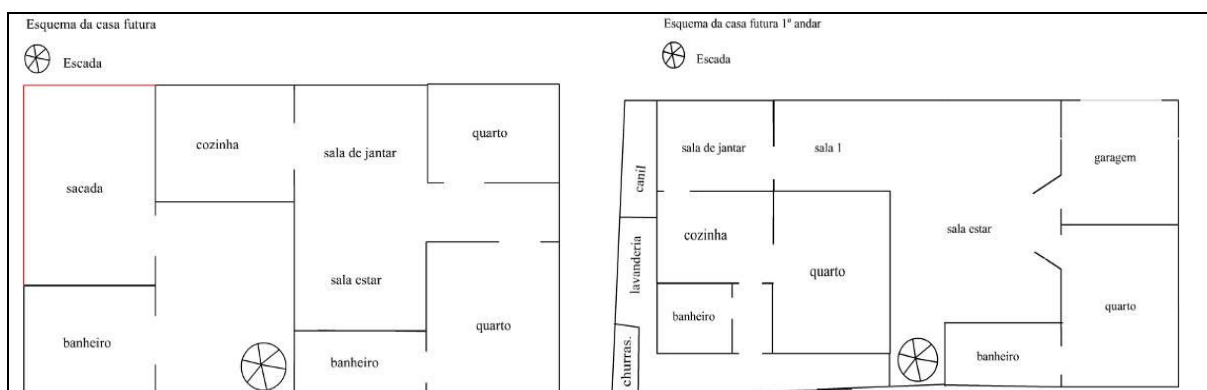 Esquema da casa futura
Escada
sacada
cozinha
sala de jantar
quarto
sala estar
quarto
banheiro
banheiro
Esquema da casa futura 1º andar
Escada
canil
sala de jantar
sala 1
garagem
lavanderia
cozinha
quarto
sala estar
quarto
banheiro
banheiro
churras.